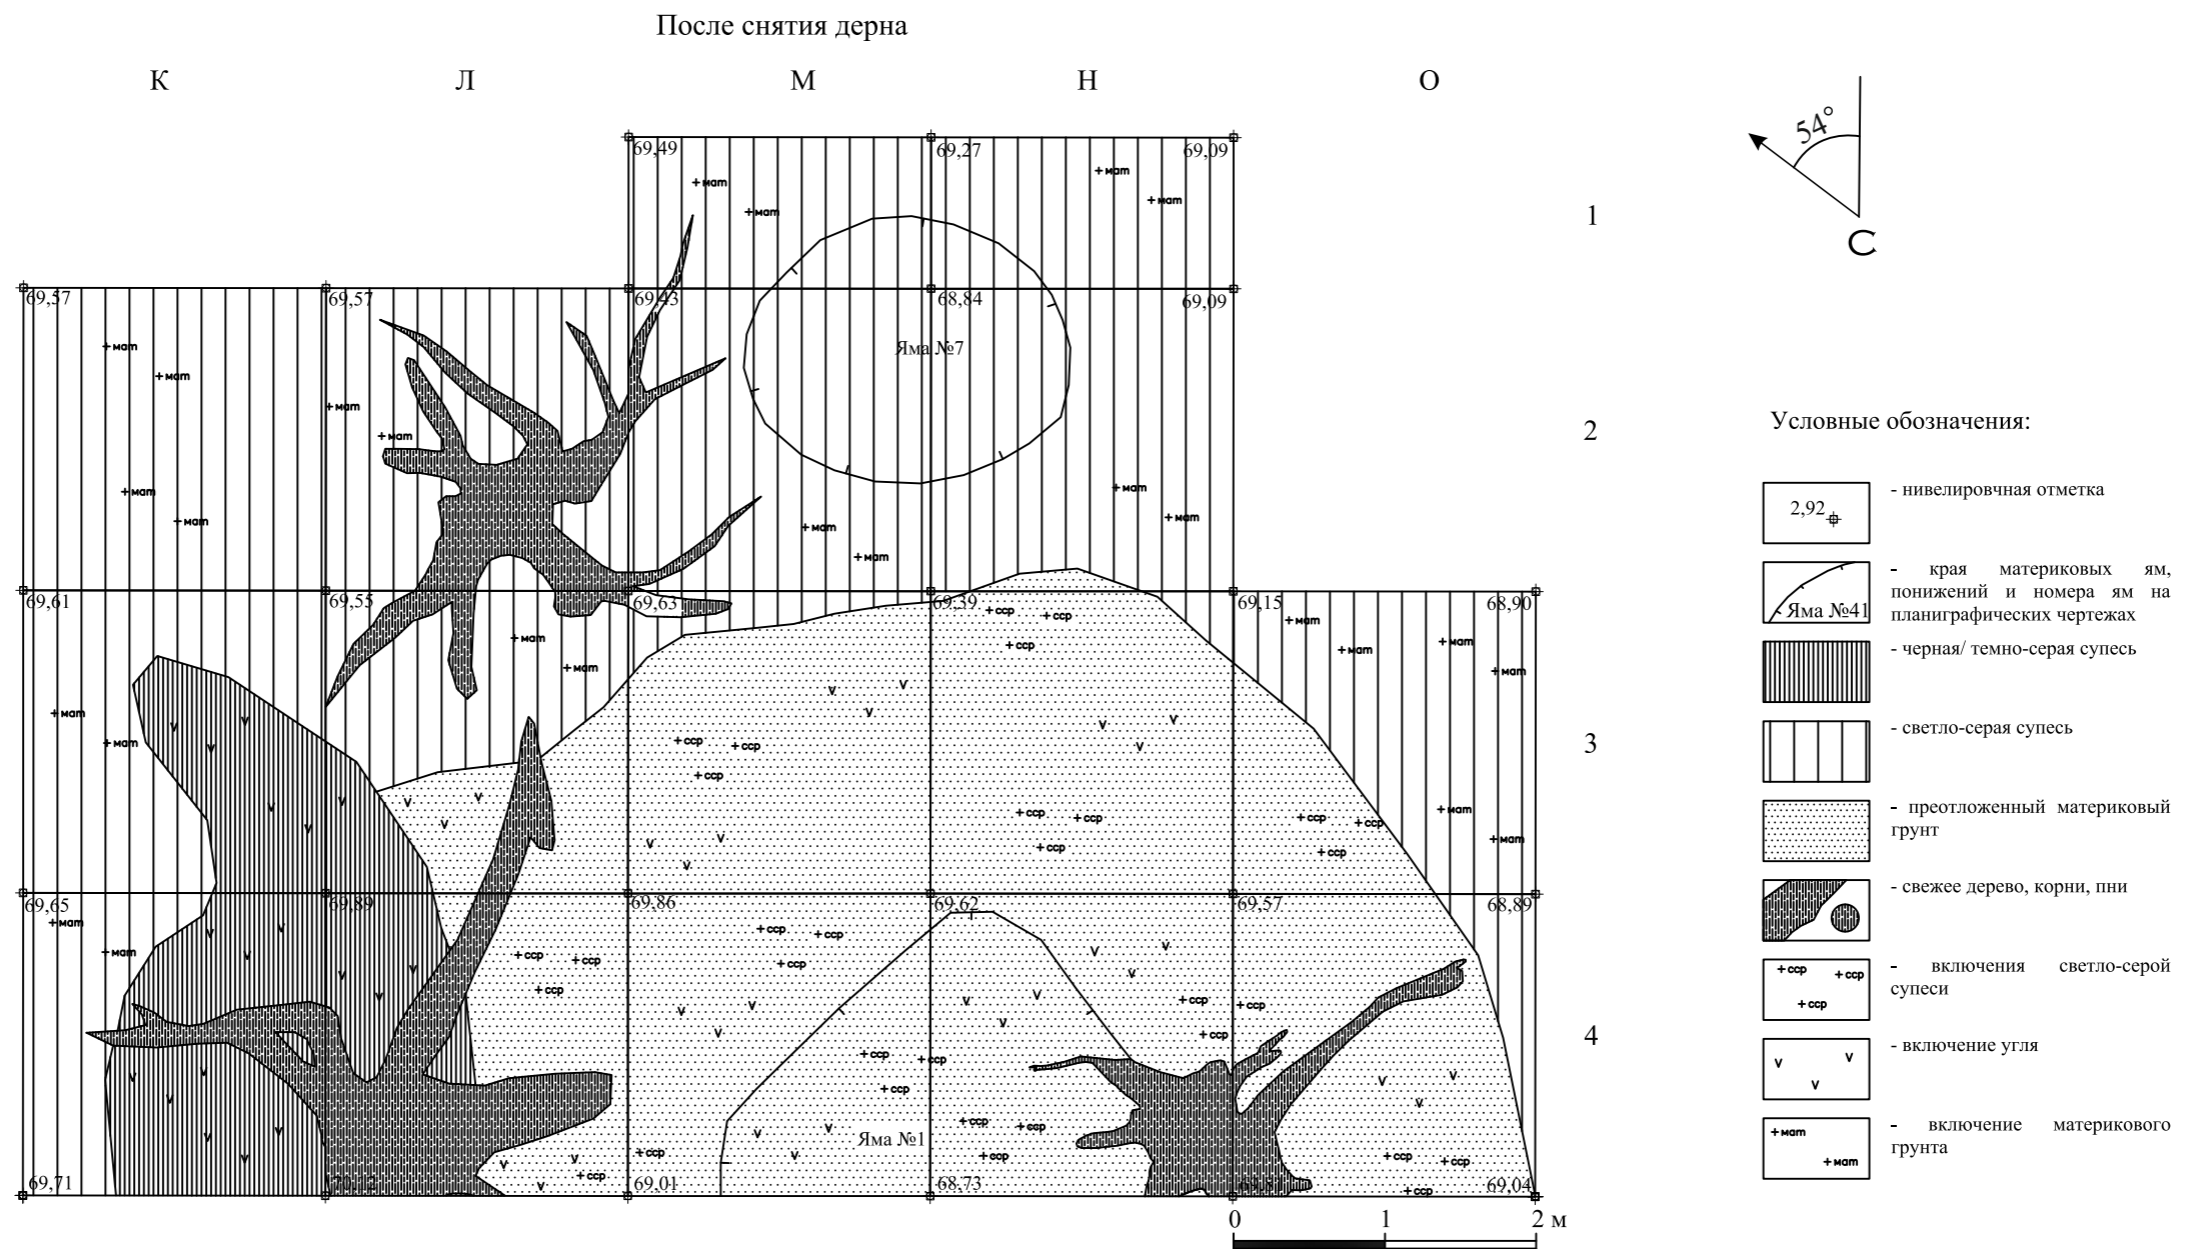 После снятия дерна
К Л М Н О
54°
С
69,49 69,27 69,09
+мат +мат
+мат +мат
1
69,57 69,57 69,43 68,84 69,09
+мат Яма №7
+мат
+мат
+мат
2
+мат +мат
+мат +мат +мат
+мат
69,61 69,55 69,63 69,39 69,15 68,90
+сср +сср +мат +мат
+мат +сср +мат +мат
+мат
+мат v v v
+мат v v v +сср +сср v v v
3
+сср
v v v v v v v
+сср +сср +сср +сср +мат
v v v +сср +сср +мат
69,65 69,89 69,86 69,62 69,57 68,89
+мат v v v +сср +сср v v v
+мат +сср +сср +сср
v v v +сср v v v v v v +сср +сср
+сср
4
v v v +сср +сср v v v
+сср
v v v v v v Яма №1 +сср +сср
+сср +сср +сср +сср
v v v +сср +сср
69,71 70,12 69,01 68,73 69,04
0 1 2 м
Условные обозначения:
2,92
- нивелировчная отметка
Яма №41
- края материковых ям,
понижений и номера ям на
планиграфических чертежах
- черная/ темно-серая супесь
- светло-серая супесь
- преотложенный материковый
грунт
- свежее дерево, корни, пни
+сср +сср
+сср
- включения светло-серой
супеси
v v
v
- включение угля
+мат
+мат
- включение материкового
грунта